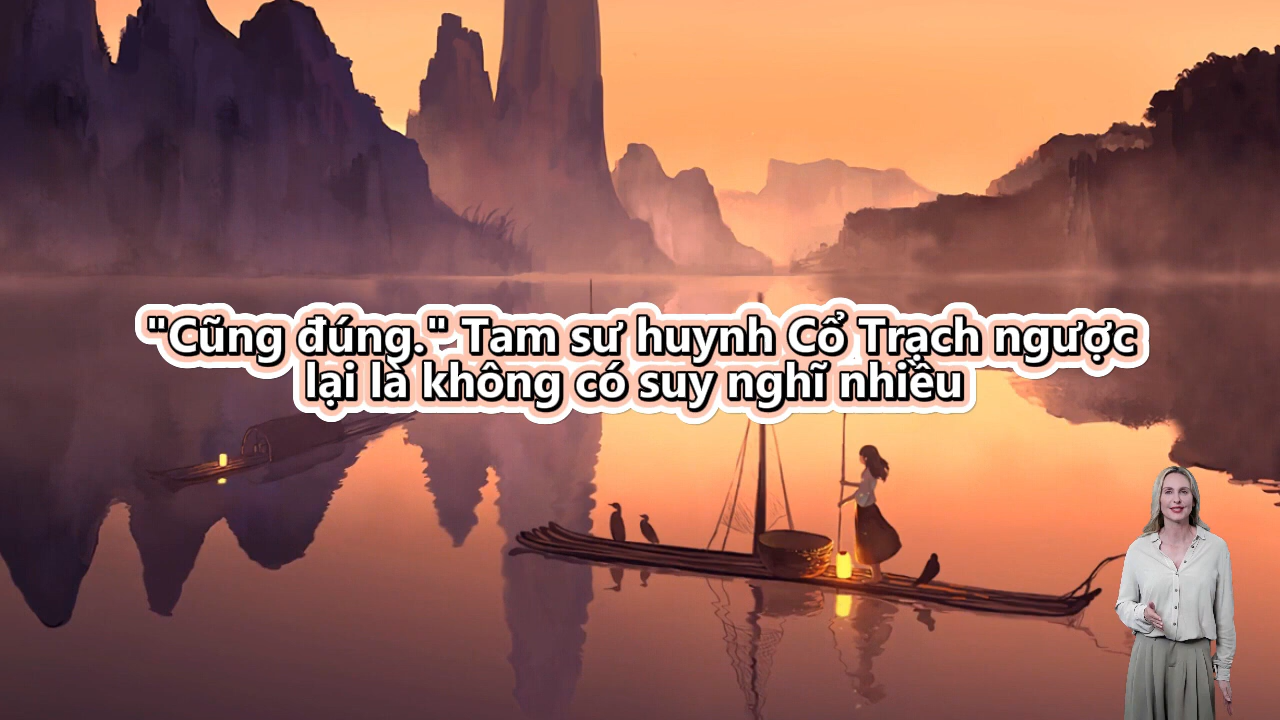 "Cũng đúng." Tam sư huynh Cổ Trạch ngược
lại là không có suy nghĩ nhiều